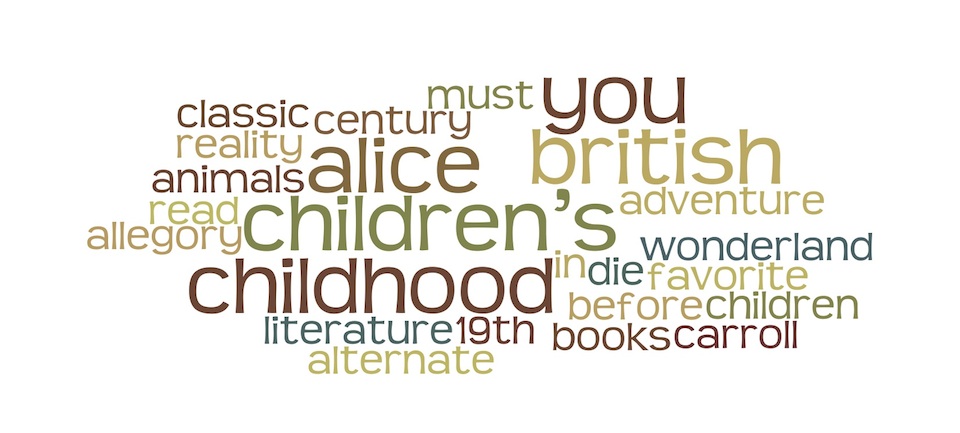 must you
classic century
reality alice british
animals
read children's adventure
allegory wonderland
childhood in die favorite
before children
literature 19th books carroll
alternate